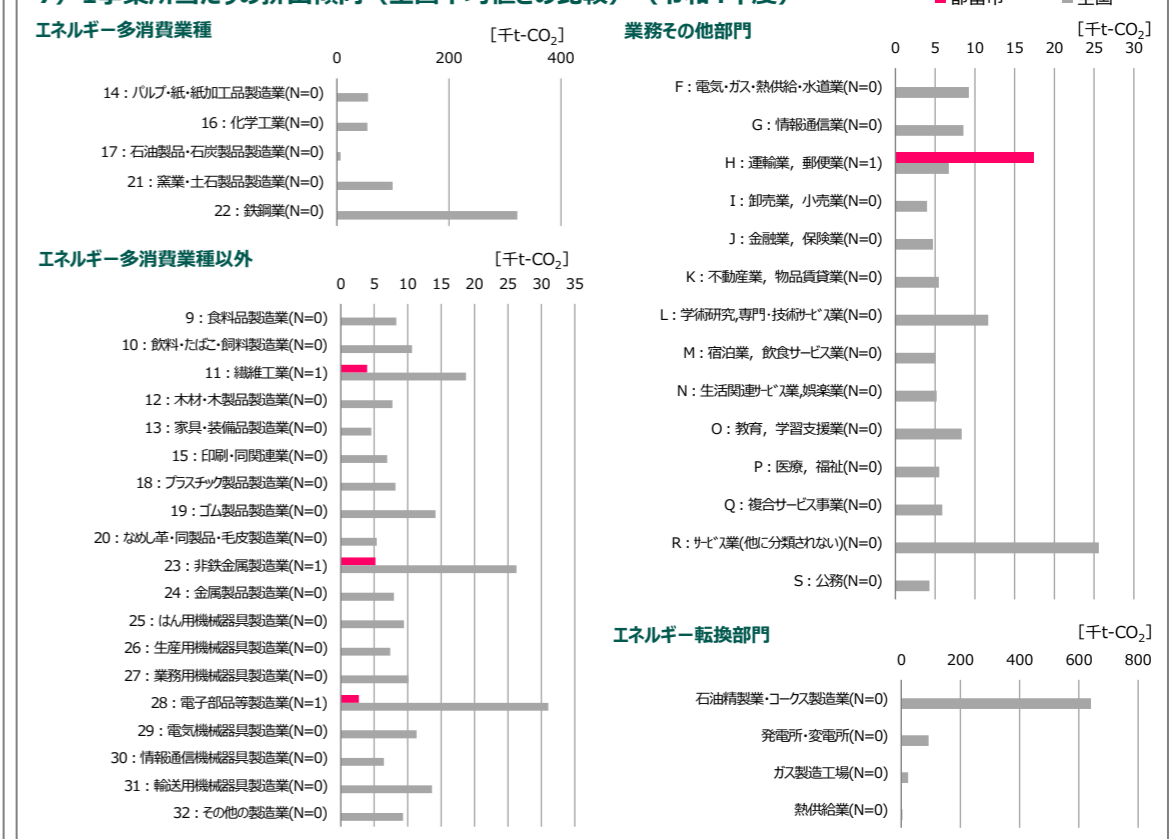 エネルギー多消費業種
[千t-CO2]
0 200 400
14:パルプ・紙・紙加工品製造業(N=0)
16:化学工業(N=0)
17:石油製品・石炭製品製造業(N=0)
21:窯業・土石製品製造業(N=0)
22:鉄鋼業(N=0)
エネルギー多消費業種以外
[千t-CO2]
0 5 10 15 20 25 30 35
9:食料品製造業(N=0)
10:飲料・たばこ・飼料製造業(N=0)
11:繊維工業(N=1)
12:木材・木製品製造業(N=0)
13:家具・装備品製造業(N=0)
15:印刷・同関連業(N=0)
18:プラスチック製品製造業(N=0)
19:ゴム製品製造業(N=0)
20:なめし革・同製品・毛皮製造業(N=0)
23:非鉄金属製造業(N=1)
24:金属製品製造業(N=0)
25:はん用機械器具製造業(N=0)
26:生産用機械器具製造業(N=0)
27:業務用機械器具製造業(N=0)
28:電子部品等製造業(N=1)
29:電気機械器具製造業(N=0)
30:情報通信機械器具製造業(N=0)
31:輸送用機械器具製造業(N=0)
32:その他の製造業(N=0)
業務その他部門
[千t-CO2]
0 5 10 15 20 25 30
F:電気・ガス・熱供給・水道業(N=0)
G:情報通信業(N=0)
H:運輸業，郵便業(N=1)
I:卸売業，小売業(N=0)
J:金融業，保険業(N=0)
K:不動産業，物品賃貸業(N=0)
L:学術研究,専門・技術ｻｰﾋﾞｽ業(N=0)
M:宿泊業，飲食サービス業(N=0)
N:生活関連ｻｰﾋﾞｽ業,娯楽業(N=0)
O:教育，学習支援業(N=0)
P:医療，福祉(N=0)
Q:複合サービス事業(N=0)
R:ｻｰﾋﾞｽ業(他に分類されない)(N=0)
S:公務(N=0)
エネルギー転換部門
[千t-CO2]
0 200 400 600 800
石油精製業・コークス製造業(N=0)
発電所・変電所(N=0)
ガス製造工場(N=0)
熱供給業(N=0)